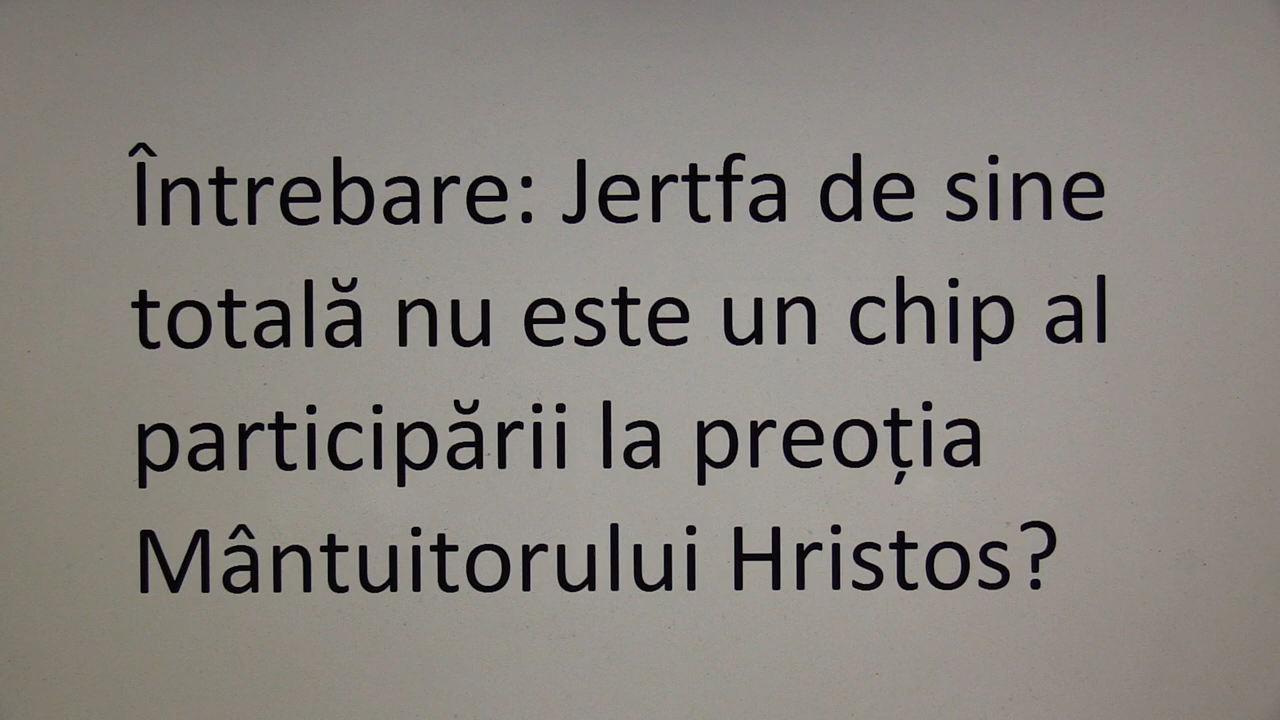 Întrebare: Jertfa de sine
totală nu este un chip al
participării la preoția
Mântuitorului Hristos?